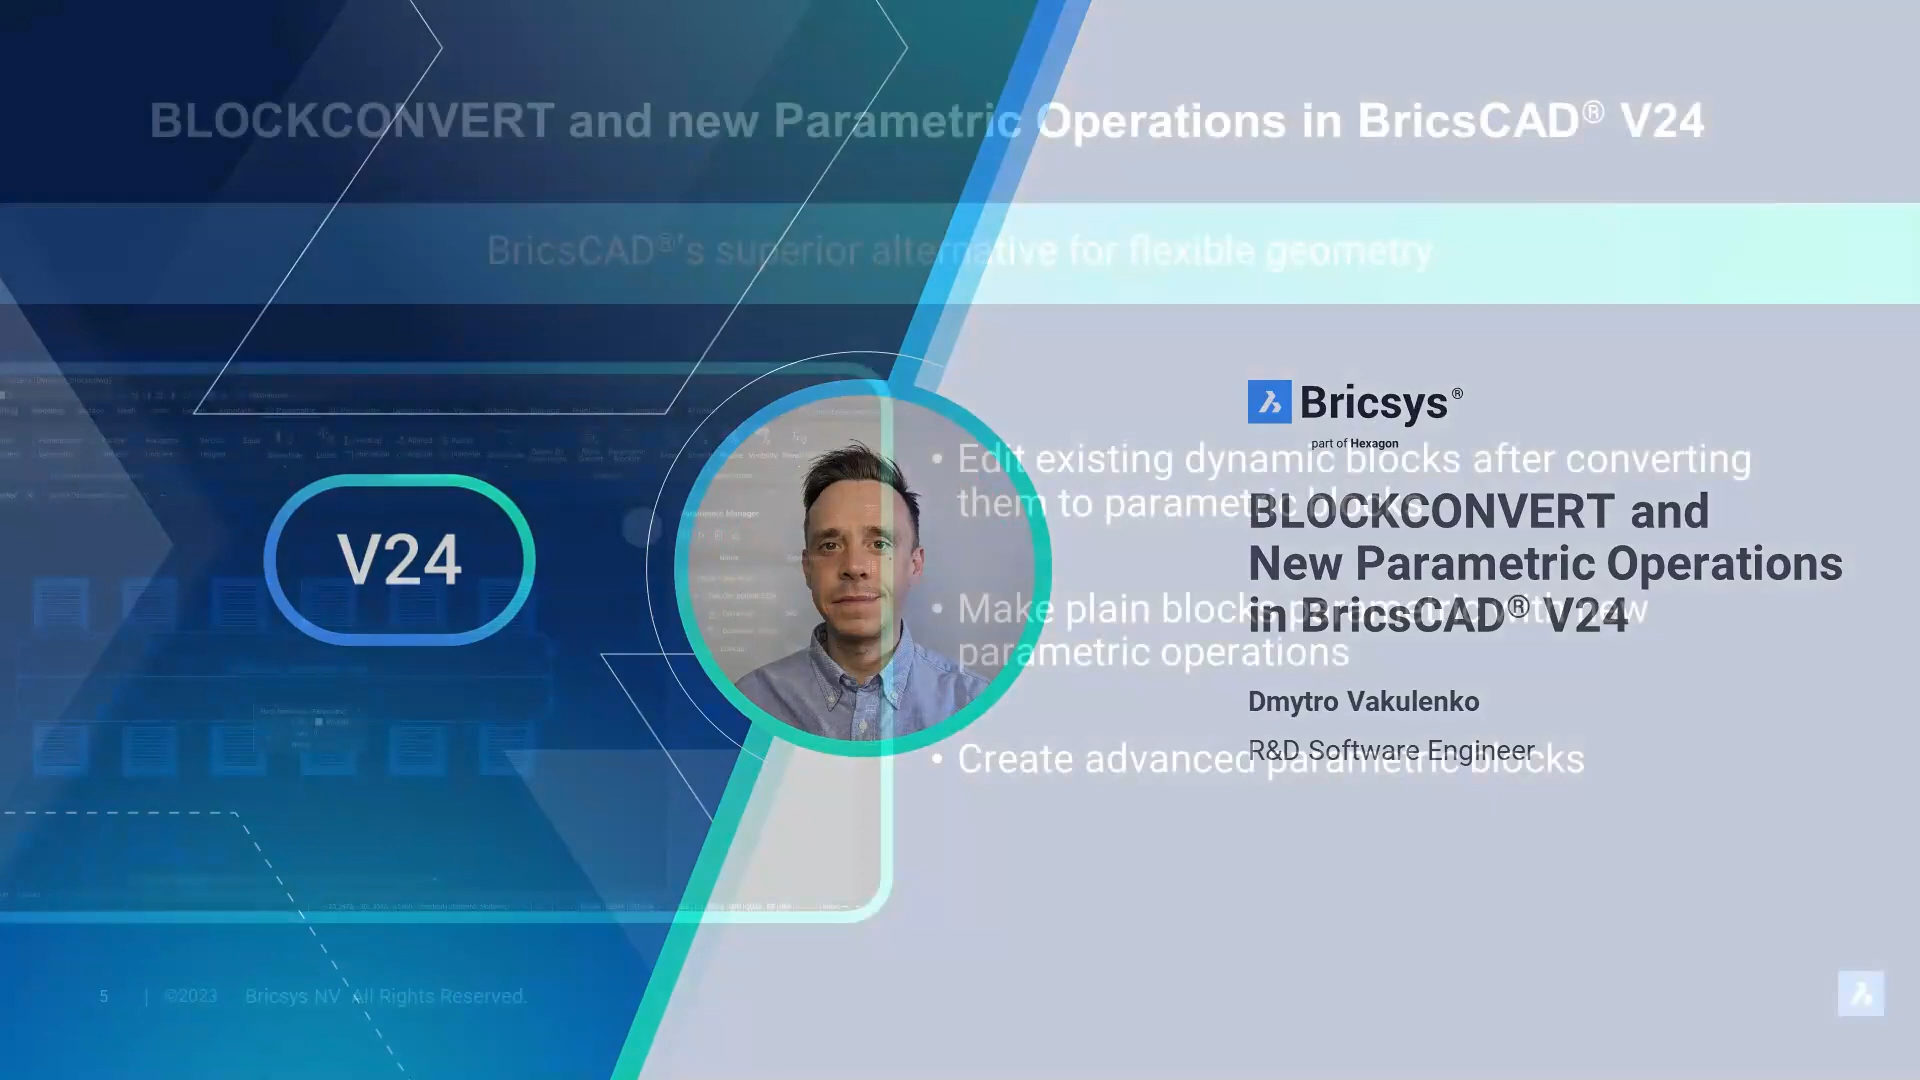 BLOCKCONVERT and new Parametric Operations in BricsCAD® V24
BricsCAD®'s superior alternative for flexible geometry
Bricsys®
part of Hexagon
• Edit existing dynamic blocks after converting
them to parametric blocks
BLOCKCONVERT and
New Parametric Operations
in BricsCAD® V24
V24
• Make plain blocks parametric with new
parametric operations
Dmytro Vakulenko
R&D Software Engineer
• Create advanced parametric blocks
5 | ©2023 Bricsys NV All Rights Reserved.